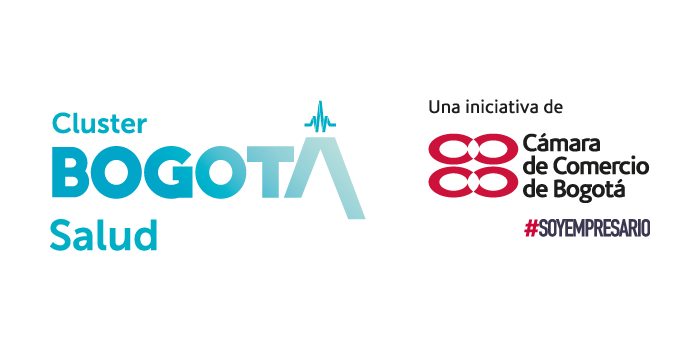 Cluster
BOGOTÁ
Salud
Una iniciativa de
Cámara
de Comercio
de Bogotá
#SOYEMPRESARIO